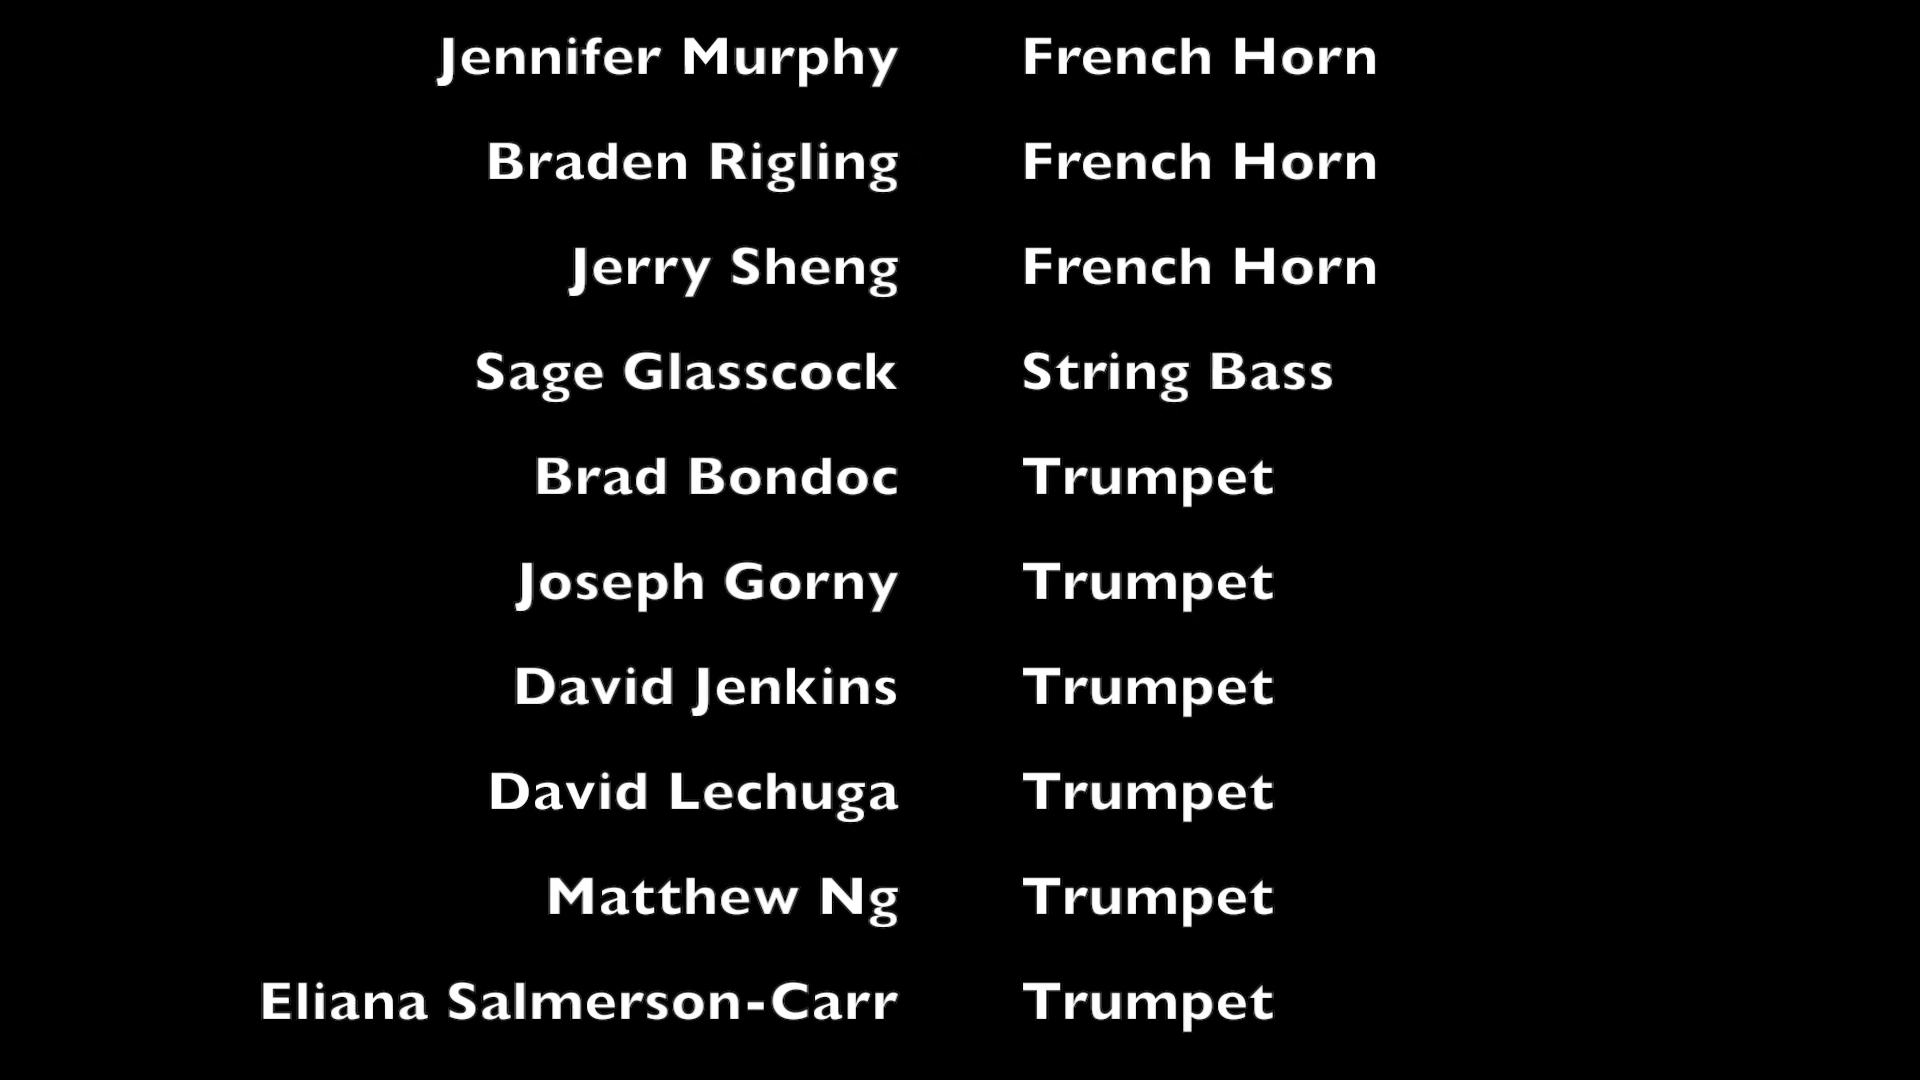 Jennifer Murphy French Horn
Braden Rigling French Horn
Jerry Sheng French Horn
Sage Glasscock String Bass
Brad Bondoc Trumpet
Joseph Gorny Trumpet
David Jenkins Trumpet
David Lechuga Trumpet
Matthew Ng Trumpet
Eliana Salmerson-Carr Trumpet